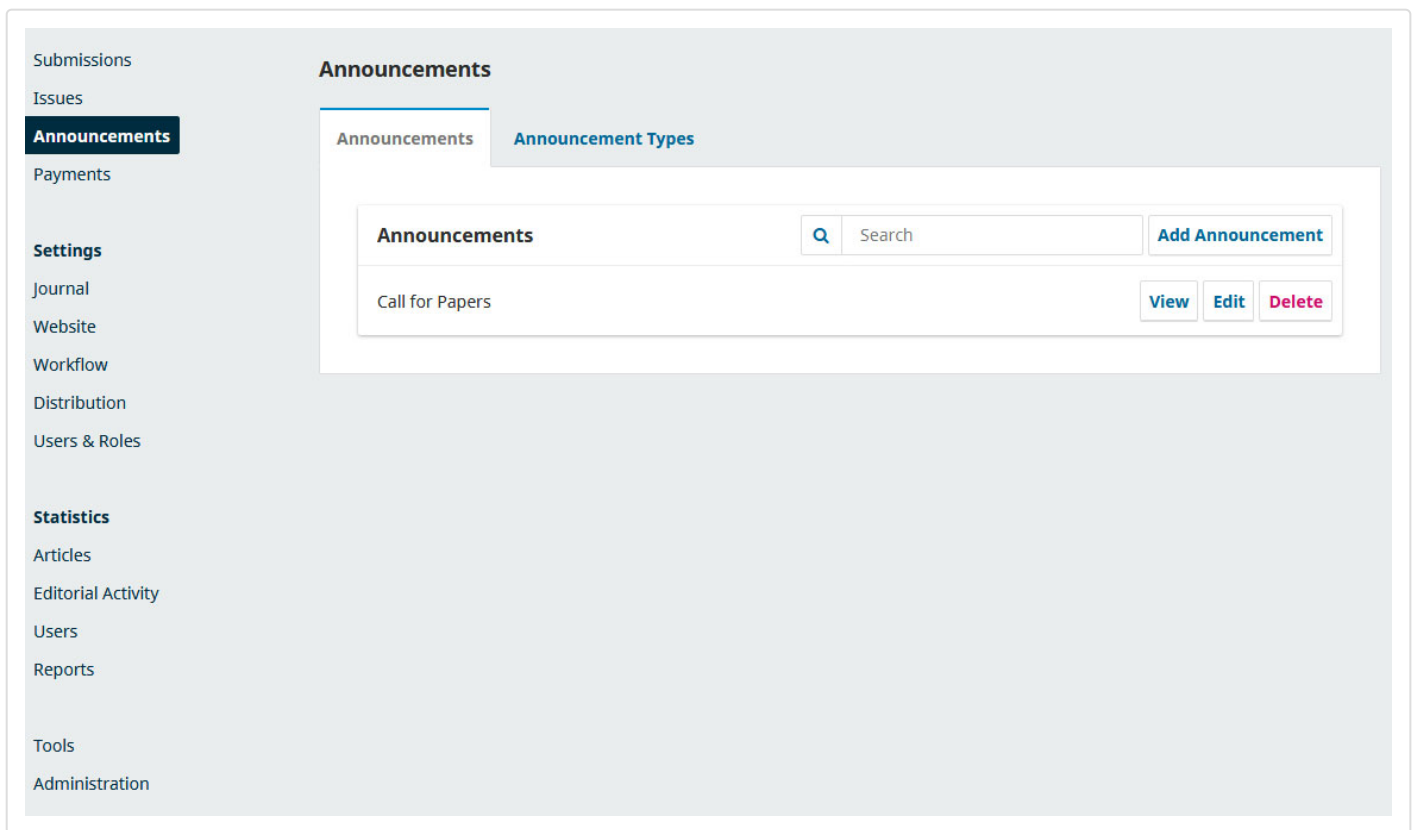 Submissions
Issues
Announcements
Payments
Settings
Journal
Website
Workflow
Distribution
Users & Roles
Statistics
Articles
Editorial Activity
Users
Reports
Tools
Administration
Announcements
Announcements Announcement Types
Announcements Search Add Announcement
Call for Papers View Edit Delete